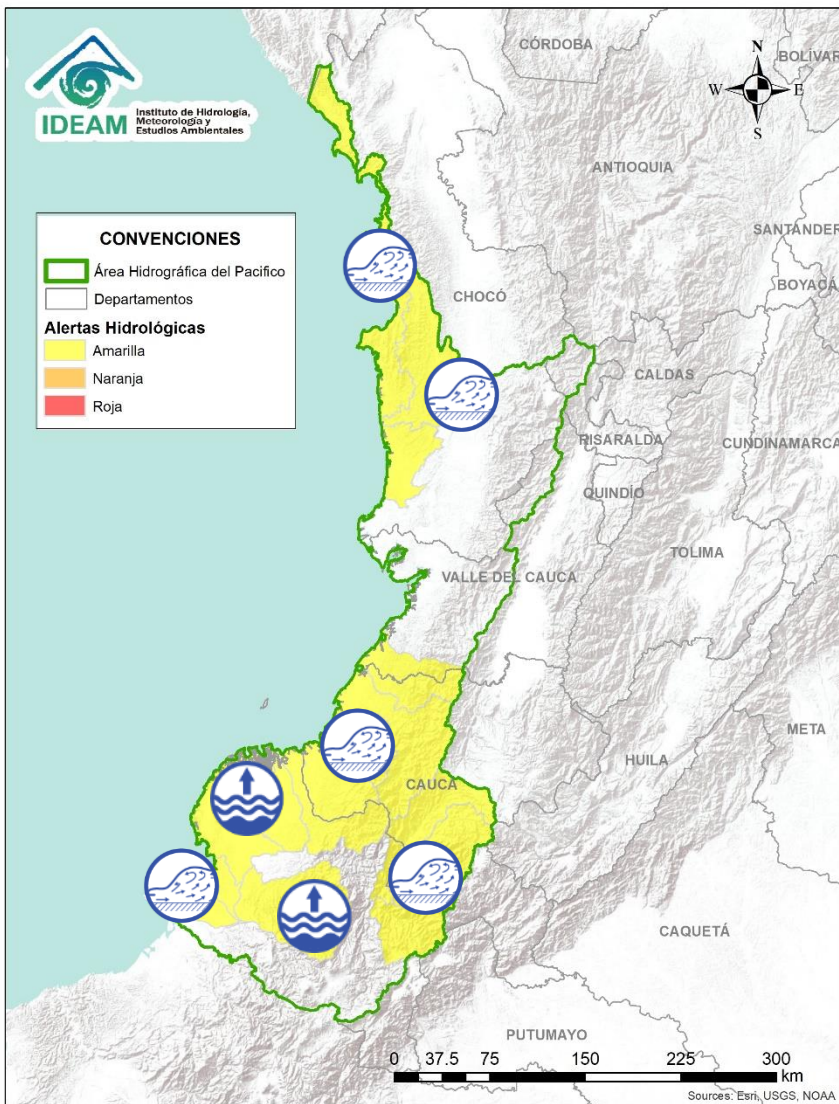 IDEAM
Instituto de Hidrología,
Meteorología y
Estudios Ambientales
CÓRDOBA
BOLÍVAR
N
W
E
S
ANTIOQUIA
SANTANDER
BOYACÁ
CONVENCIONES
Área Hidrográfica del Pacifico
Departamentos
Alertas Hidrológicas
Amarilla
Naranja
Roja
CHOCÓ
CALDAS
RISARALDA
CUNDINAMARCA
QUINDÍO
TOLIMA
VALLE DEL CAUCA
META
HUILA
CAUCA
CAQUETÁ
PUTUMAYO
0 37.5 75 150 225 300
km
Sources: Esri, USGS, NOAA